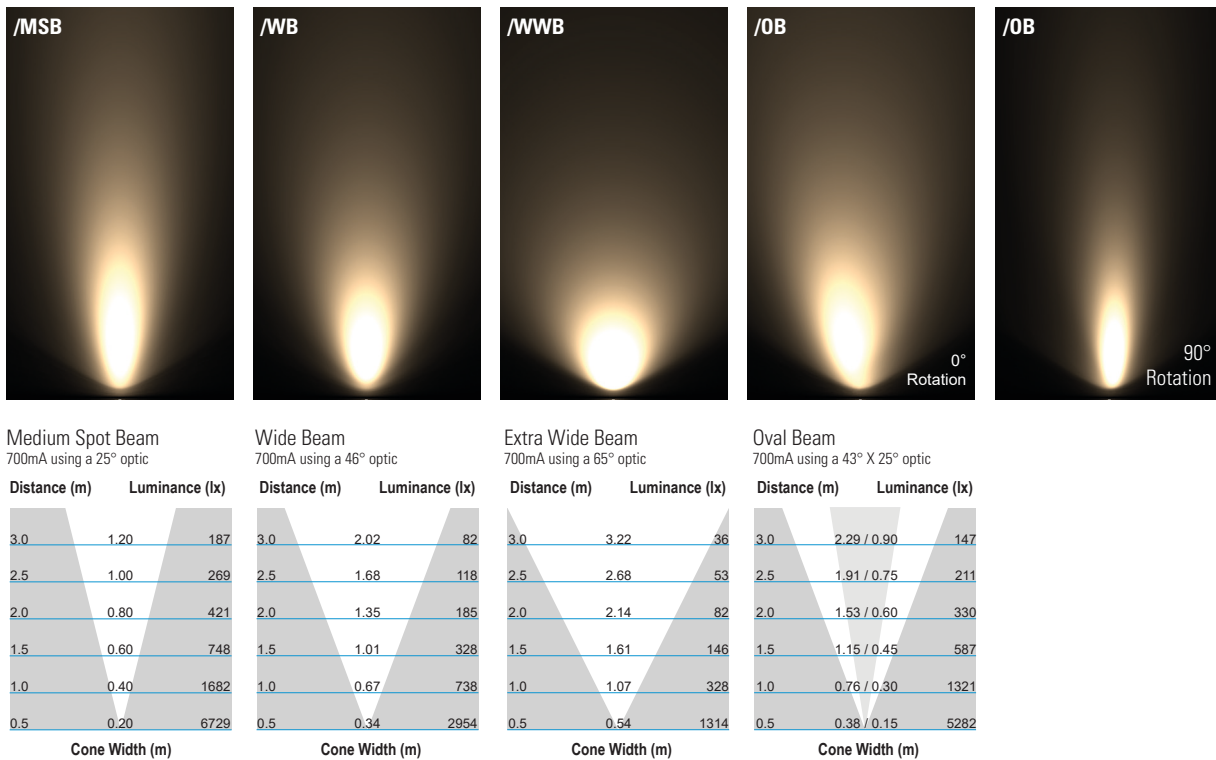 /MSB
/WB
/WWB
/OB
0°
Rotation
/OB
90°
Rotation
Medium Spot Beam
700mA using a 25° optic
Distance (m) Luminance (lx)
3.0 1.20 187
2.5 1.00 269
2.0 0.80 421
1.5 0.60 748
1.0 0.40 1682
0.5 0.20 6729
Cone Width (m)
Wide Beam
700mA using a 46° optic
Distance (m) Luminance (lx)
3.0 2.02 82
2.5 1.68 118
2.0 1.35 185
1.5 1.01 328
1.0 0.67 738
0.5 0.34 2954
Cone Width (m)
Extra Wide Beam
700mA using a 65° optic
Distance (m) Luminance (lx)
3.0 3.22 36
2.5 2.68 53
2.0 2.14 82
1.5 1.61 146
1.0 1.07 328
0.5 0.54 1314
Cone Width (m)
Oval Beam
700mA using a 43° X 25° optic
Distance (m) Luminance (lx)
3.0 2.29 / 0.90 147
2.5 1.91 / 0.75 211
2.0 1.53 / 0.60 330
1.5 1.15 / 0.45 587
1.0 0.76 / 0.30 1321
0.5 0.38 / 0.15 5282
Cone Width (m)